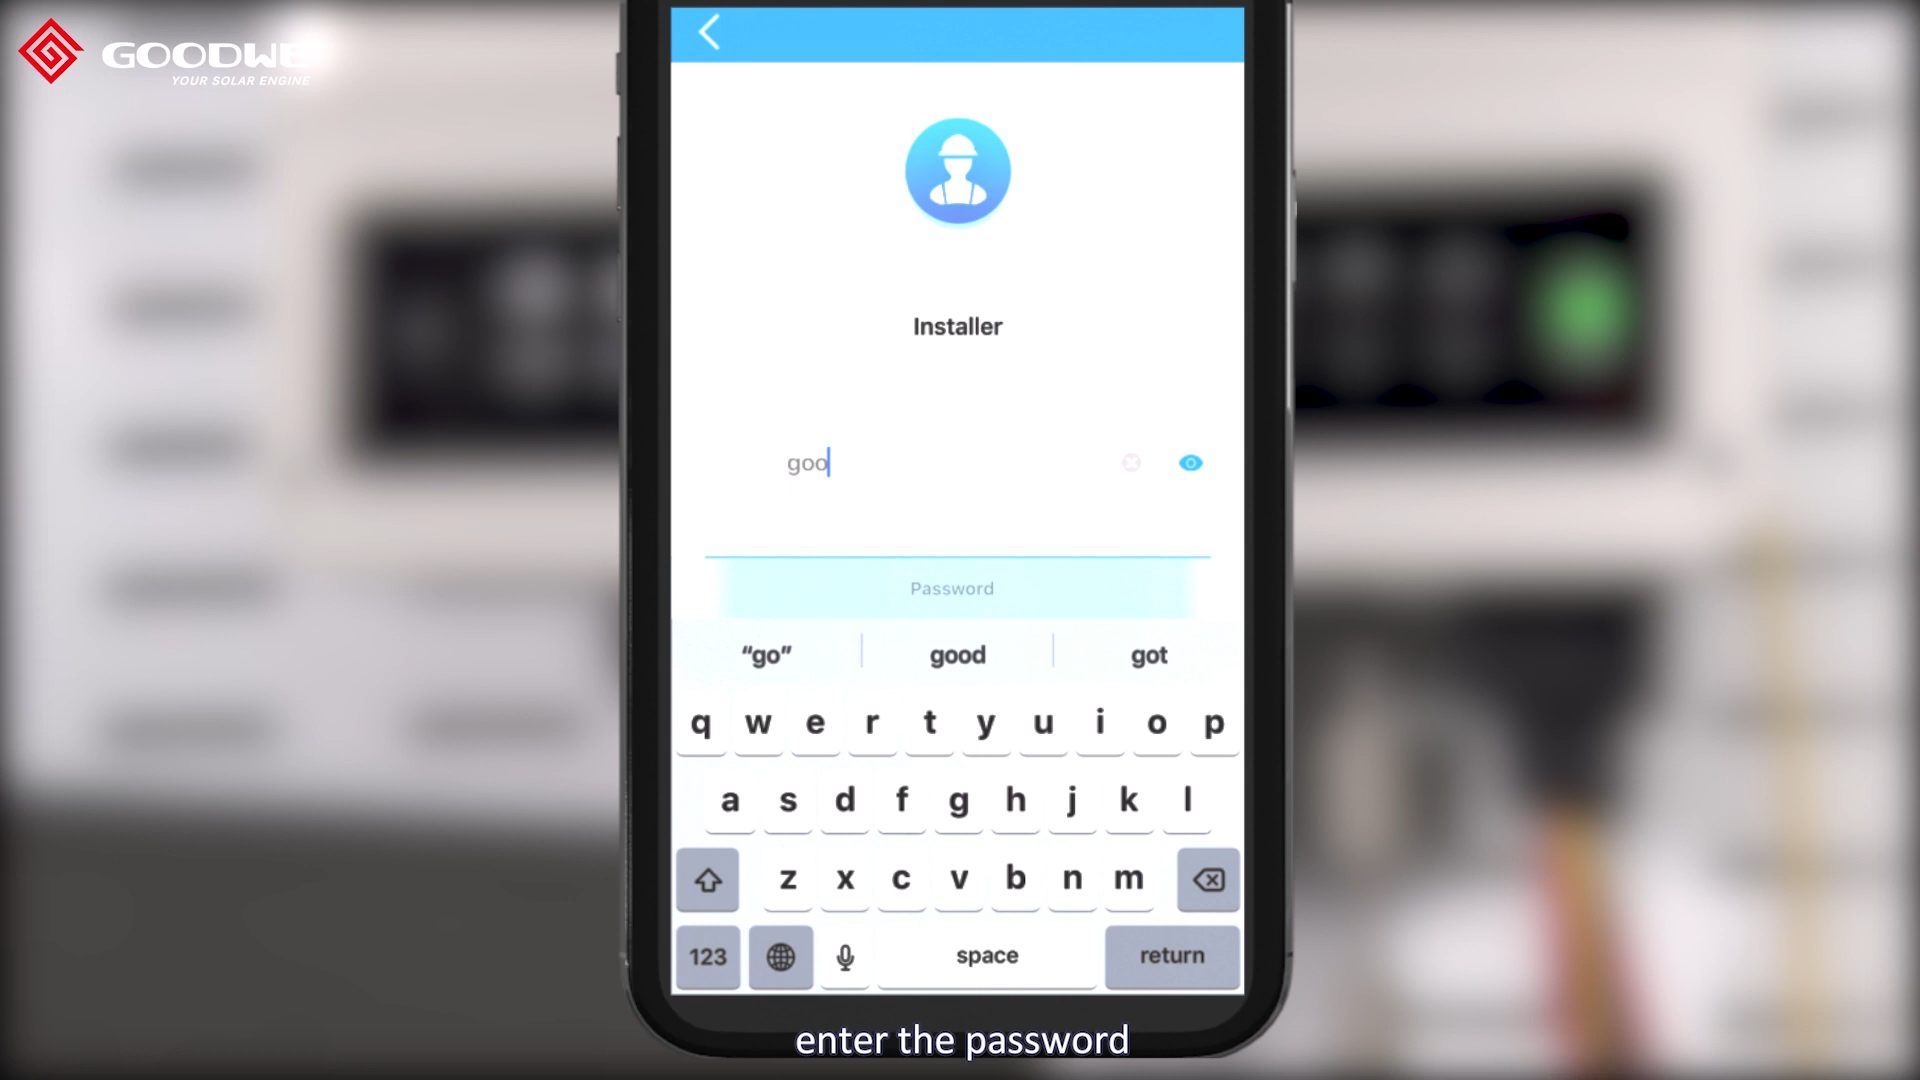 GOODWE
YOUR SOLAR ENGINE
Installer
goo
Password
“go” good got
q w e r t y u i o p
a s d f g h j k l
z x c v b n m
123 space return
enter the password